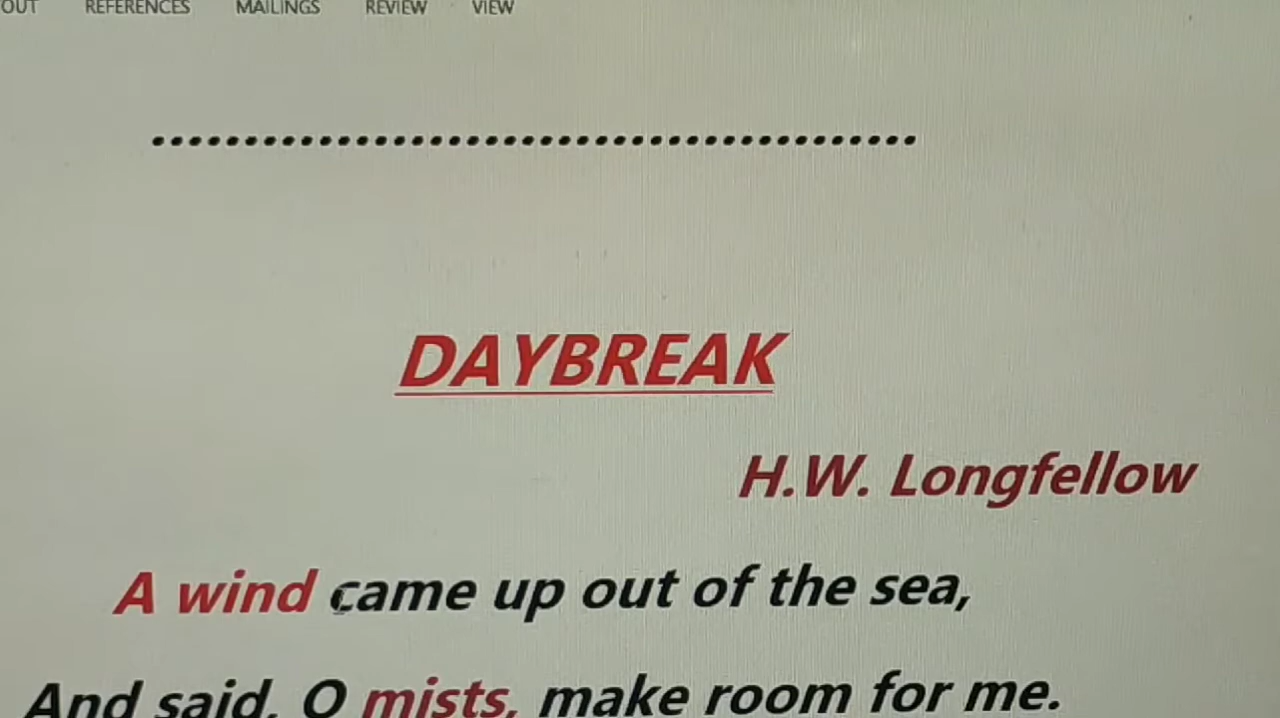 OUT REFERENCES MAILINGS REVIEW VIEW
..........................................
DAYBREAK
H.W. Longfellow
A wind came up out of the sea,
And said, O mists, make room for me.